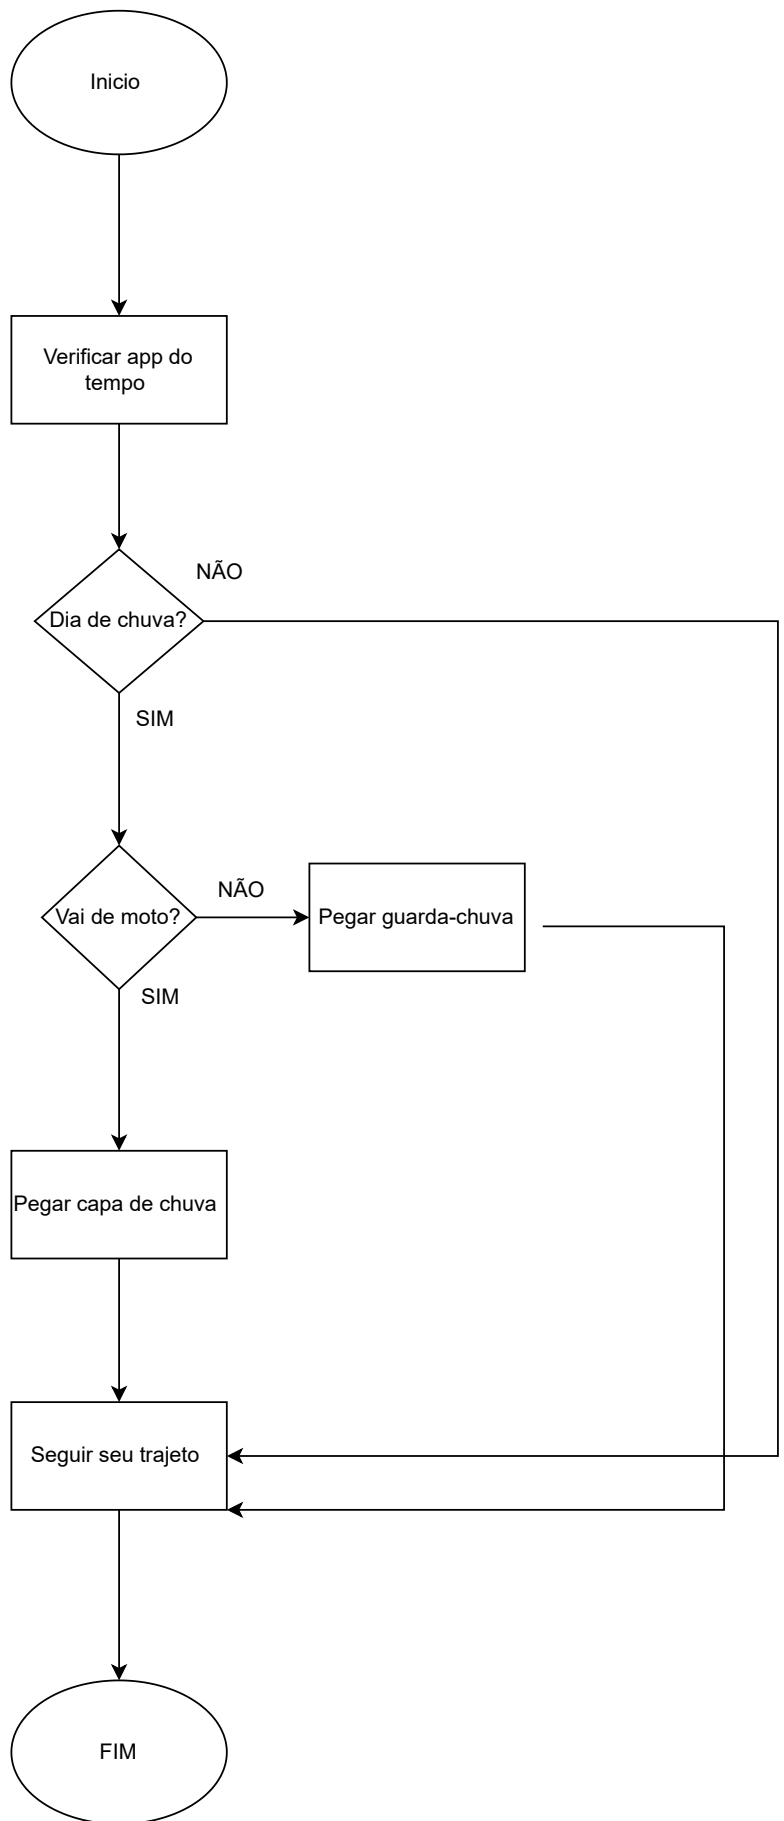 Inicio
Verificar app do
tempo
NÃO
Dia de chuva?
SIM
NÃO
Vai de moto?
Pegar guarda-chuva
SIM
Pegar capa de chuva
Seguir seu trajeto
FIM